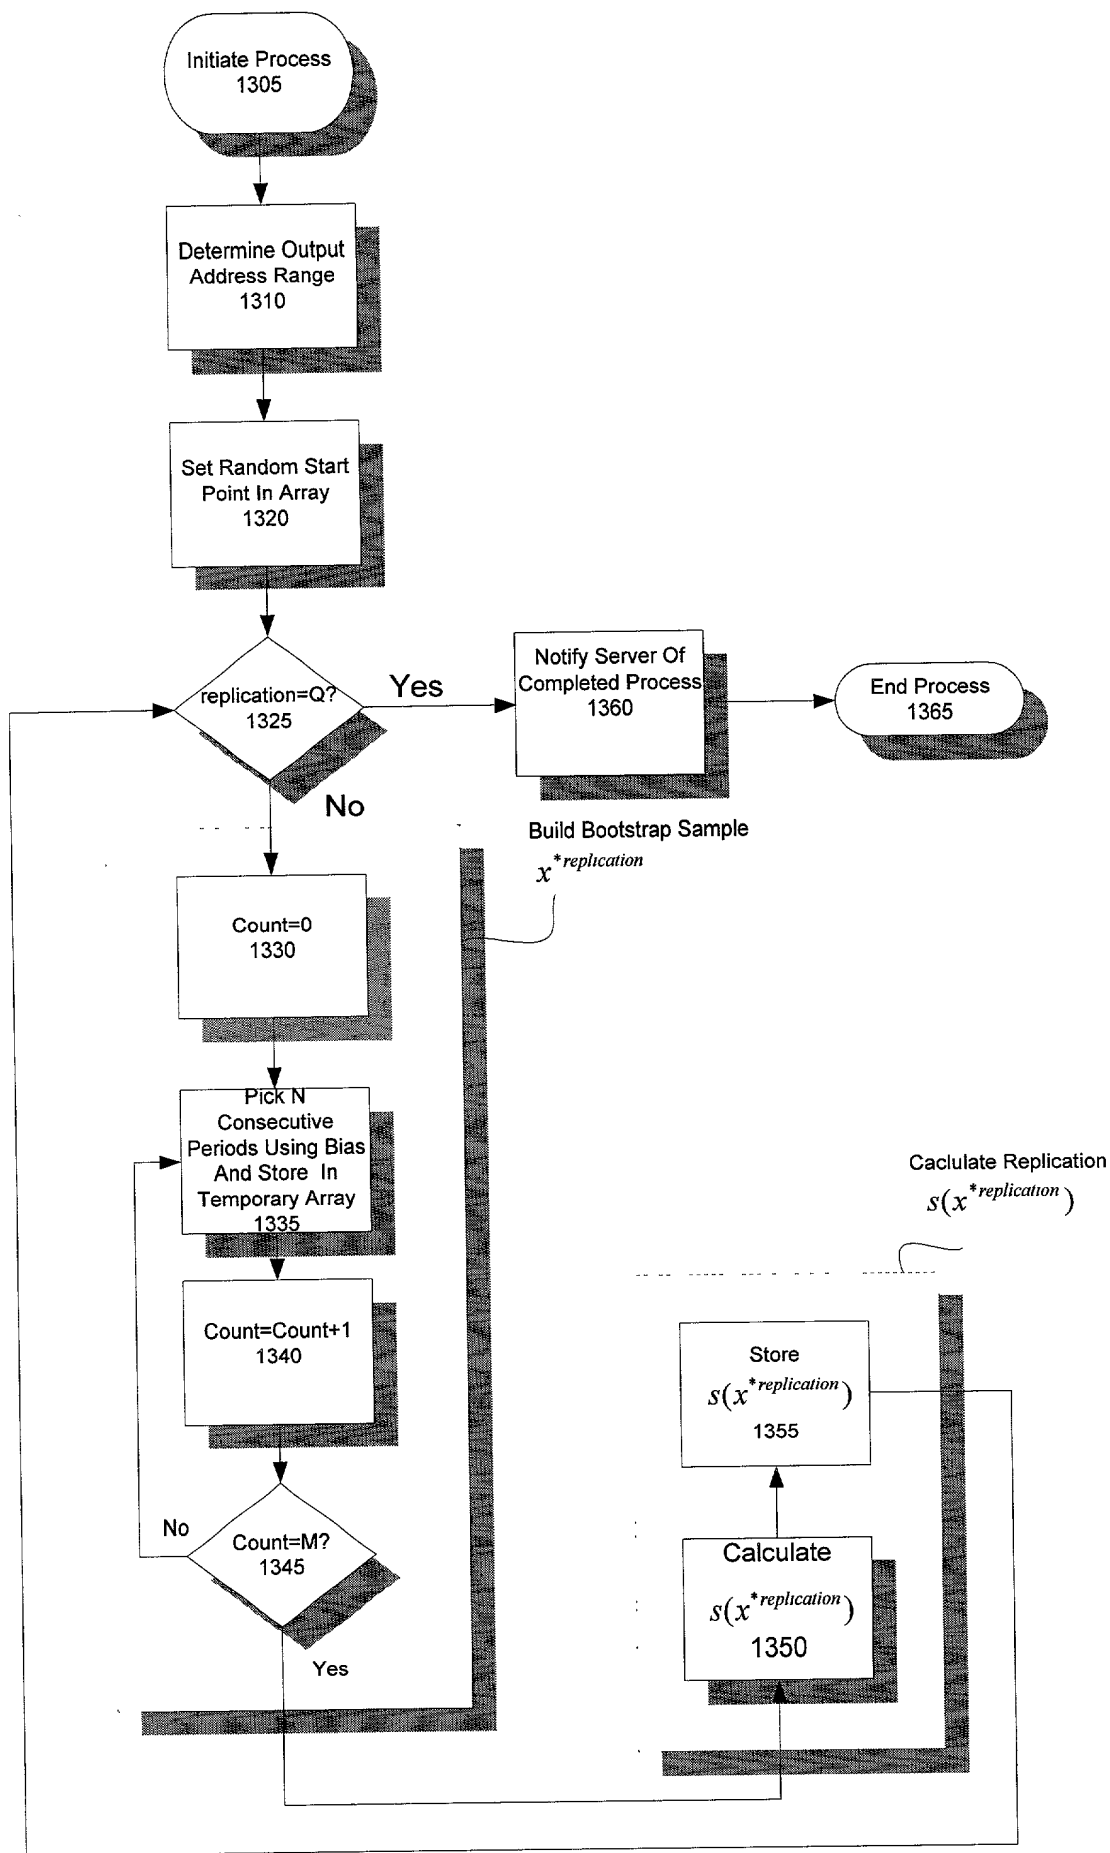 Initiate Process
1305
Determine Output
Address Range
1310
Set Random Start
Point In Array
1320
replication=Q?
1325
Yes
Notify Server Of
Completed Process
1360
End Process
1365
No
Build Bootstrap Sample
x*replication
Count=0
1330
Pick N
Consecutive
Periods Using Bias
And Store In
Temporary Array
1335
Caclulate Replication
s(x*replication)
Count=Count+1
1340
Store
s(x*replication)
1355
No
Count=M?
1345
Yes
Calculate
s(x*replication)
1350